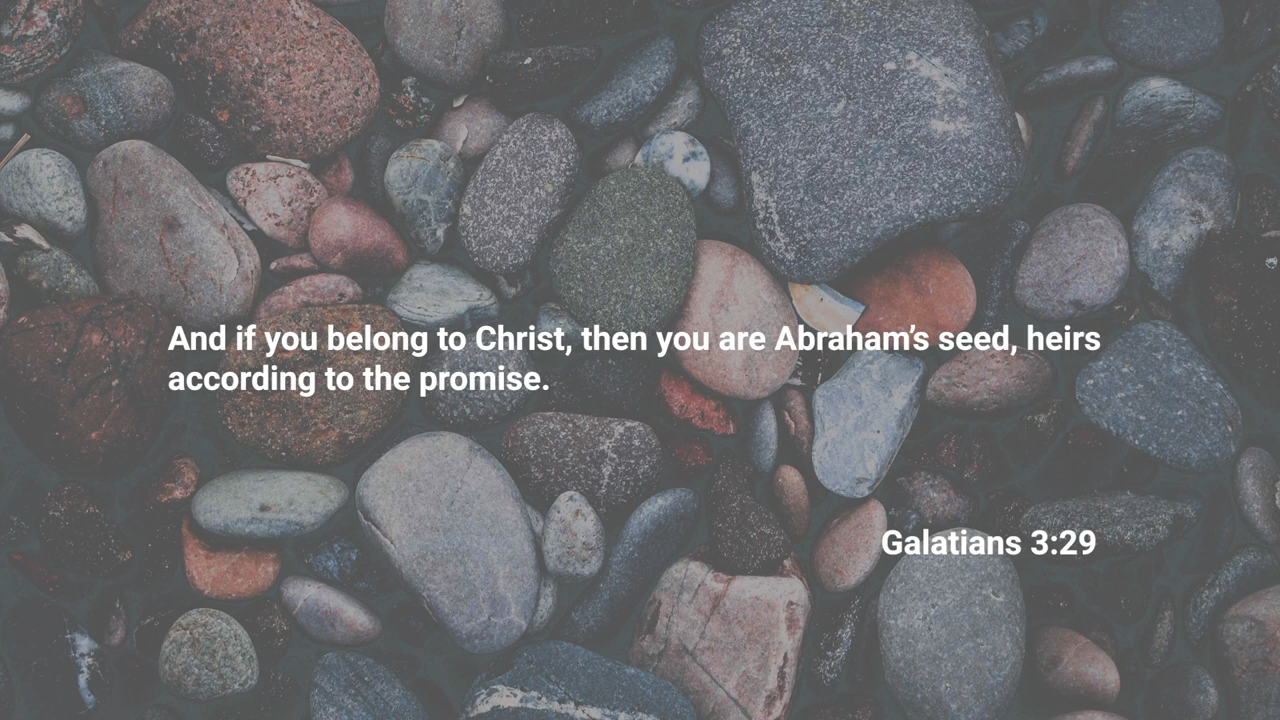 And if you belong to Christ, then you are Abraham’s seed, heirs
according to the promise.
Galatians 3:29